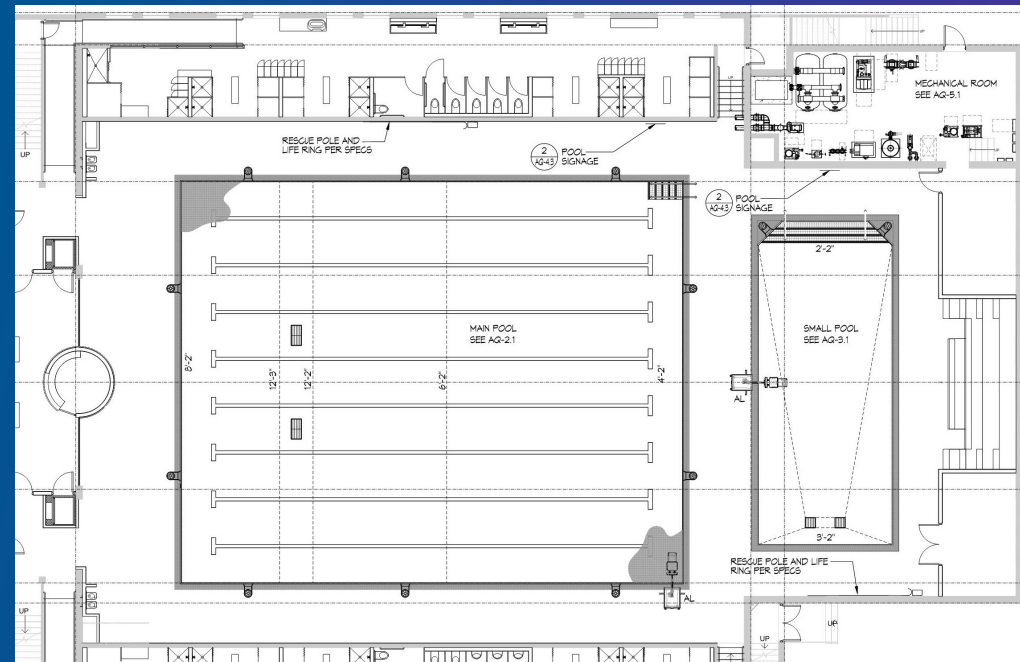 MECHANICAL ROOM
SEE AQ-5.1
UP
UP
RESCUE POLE AND
LIFE RING PER SPECS
2
AQ-4.3
POOL
SIGNAGE
2
AQ-4.3
POOL
SIGNAGE
2'-2"
MAIN POOL
SEE AQ-2.1
SMALL POOL
SEE AQ-3.1
8'-2"
12'-3"
12'-2"
6'-2"
4'-2"
AL
3'-2"
RESCUE POLE AND LIFE
RING PER SPECS
AL
UP
UP
UP